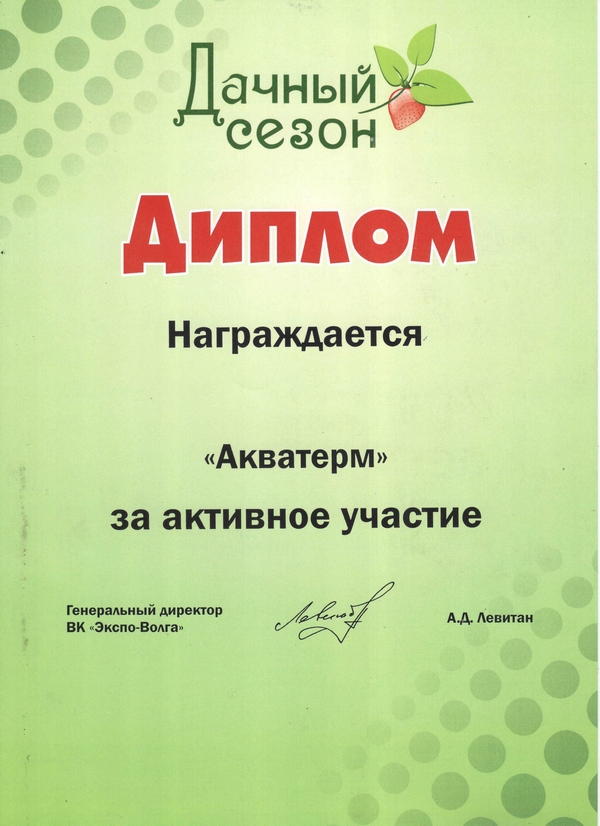 Дачный
сезон
Диплом
Награждается
«Акватерм»
за активное участие
Генеральный директор
ВК «Экспо-Волга»
А.Д. Левитан